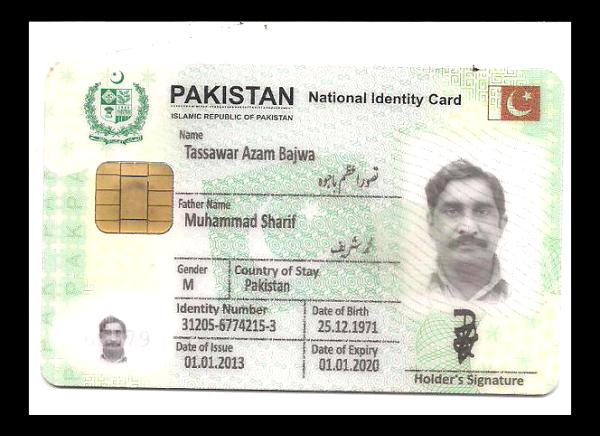 PAKISTAN National Identity Card
ISLAMIC REPUBLIC OF PAKISTAN
Name
Tassawar Azam Bajwa
تصور اعظم باجوہ
Father Name
Muhammad Sharif
محمد شریف
Gender
M
Country of Stay
Pakistan
Identity Number
31205-6774215-3
Date of Birth
25.12.1971
Date of Issue
01.01.2013
Date of Expiry
01.01.2020
Holder's Signature